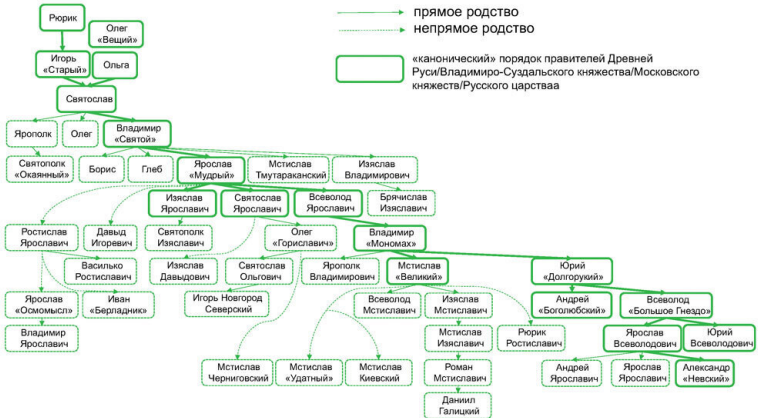 Рюрик
Олег
«Вещий»
прямое родство
непрямое родство
Игорь
«Старый»
Ольга
«канонический» порядок правителей Древней
Руси/Владимиро-Суздальского княжества/Московского
княжеств/Русского царстваа
Святослав
Ярополк
Олег
Владимир
«Святой»
Святополк
«Окаянный»
Борис
Глеб
Ярослав
«Мудрый»
Мстислав
Тмутараканский
Изяслав
Владимирович
Изяслав
Ярославич
Святослав
Ярославич
Всеволод
Ярославич
Брячислав
Изяславич
Ростислав
Ярославич
Давыд
Игоревич
Святополк
Изяславич
Олег
«Гориславич»
Владимир
«Мономах»
Василько
Ростиславич
Изяслав
Давыдович
Святослав
Ольгович
Ярополк
Владимирович
Мстислав
«Великий»
Юрий
«Долгорукий»
Ярослав
«Осмомысл»
Иван
«Берладник»
Игорь Новгород
Северский
Всеволод
Мстиславич
Изяслав
Мстиславич
Андрей
«Боголюбский»
Всеволод
«Большое Гнездо»
Владимир
Ярославич
Мстислав
Изяславич
Рюрик
Ростиславич
Ярослав
Всеволодович
Юрий
Всеволодович
Мстислав
Черниговский
Мстислав
«Удатный»
Мстислав
Киевский
Роман
Мстиславич
Андрей
Ярославич
Ярослав
Ярославич
Александр
«Невский»
Даниил
Галицкий